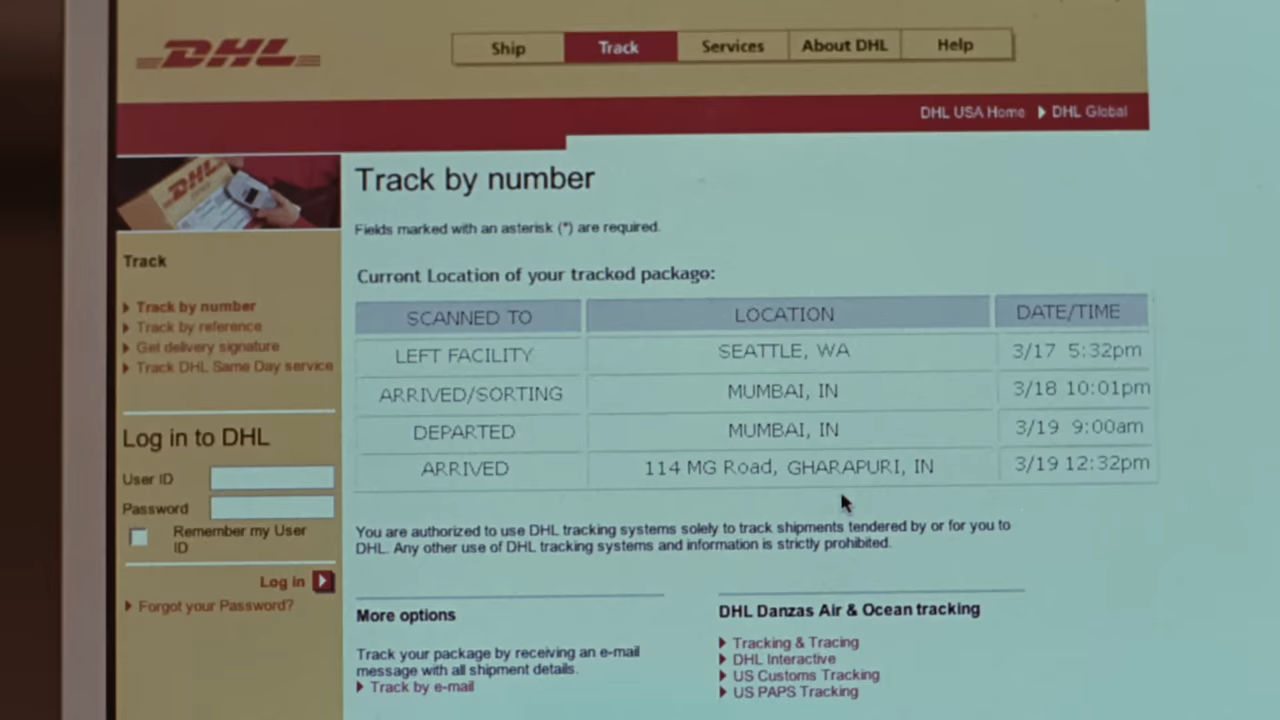 DHL
Ship Track Services About DHL Help
DHL USA Home DHL Global
DHL
Track by number
Fields marked with an asterisk (*) are required.
Track
Current Location of your tracked package:
Track by number
Track by reference
Get delivery signature
Track DHL Same Day service
SCANNED TO LOCATION DATE/TIME
LEFT FACILITY SEATTLE, WA 3/17 5:32pm
ARRIVED/SORTING MUMBAI, IN 3/18 10:01pm
DEPARTED MUMBAI, IN 3/19 9:00am
ARRIVED 114 MG Road, GHARAPURI, IN 3/19 12:32pm
Log in to DHL
User ID
Password
Remember my User
ID
Log in
Forgot your Password?
You are authorized to use DHL tracking systems solely to track shipments tendered by or for you to
DHL. Any other use of DHL tracking systems and information is strictly prohibited.
More options
Track your package by receiving an e-mail
message with all shipment details.
Track by e-mail
DHL Danzas Air & Ocean tracking
Tracking & Tracing
DHL Interactive
US Customs Tracking
US PAPS Tracking